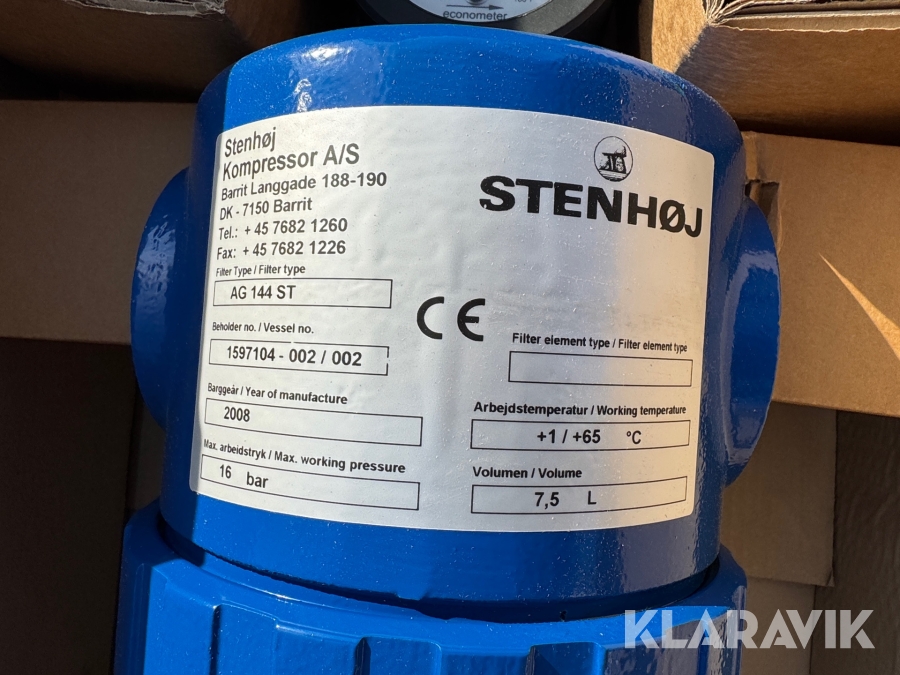 econometer
Stenhøj
Kompressor A/S
Barrit Langgade 188-190
DK - 7150 Barrit
Tel.: + 45 7682 1260
Fax: + 45 7682 1226
STENHØJ
Filter Type / Filter type
AG 144 ST
CE
Beholder no. / Vessel no.
1597104 - 002 / 002
Barggeår / Year of manufacture
2008
Max. arbeidstryk / Max. working pressure
16 bar
Filter element type / Filter element type
Arbejdstemperatur / Working temperature
+1 / +65 °C
Volumen / Volume
7,5 L
KLARAVIK